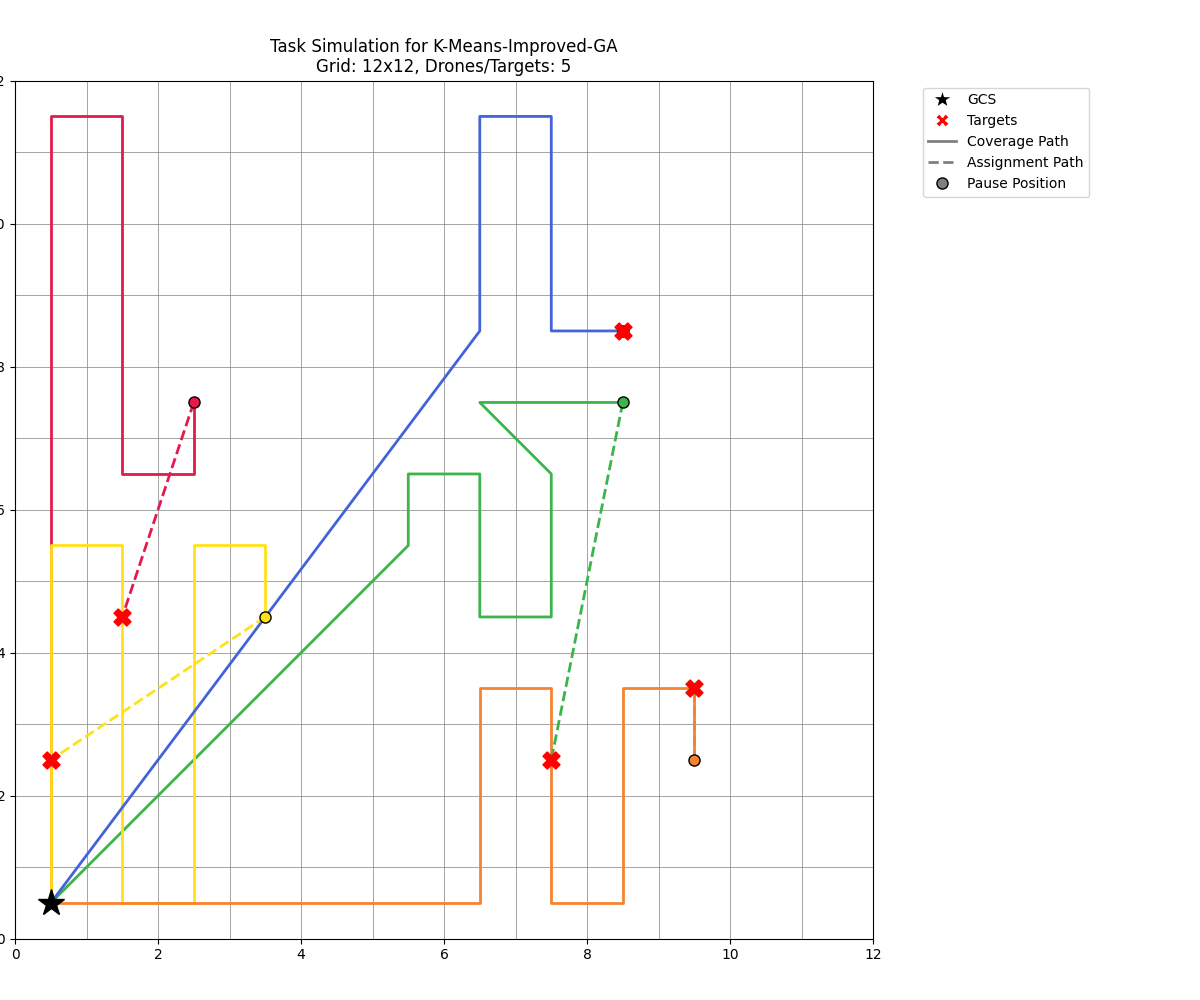 Task Simulation for K-Means-Improved-GA
Grid: 12x12, Drones/Targets: 5
GCS
Targets
Coverage Path
Assignment Path
Pause Position
2
0
8
6
4
2
0
0 2 4 6 8 10 12